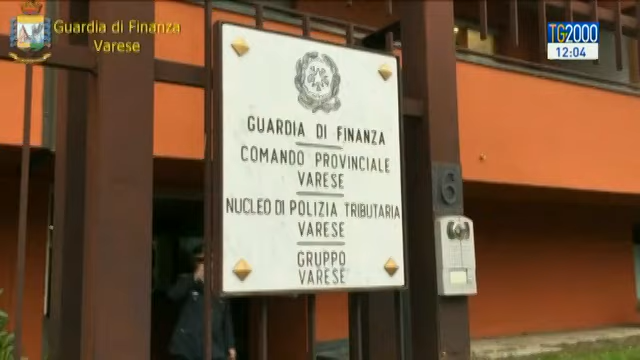 Guardia di Finanza
Varese
TG2000
12:04
GUARDIA DI FINANZA
COMANDO PROVINCIALE
VARESE
NUCLEO DI POLIZIA TRIBUTARIA
VARESE
GRUPPO
VARESE
6